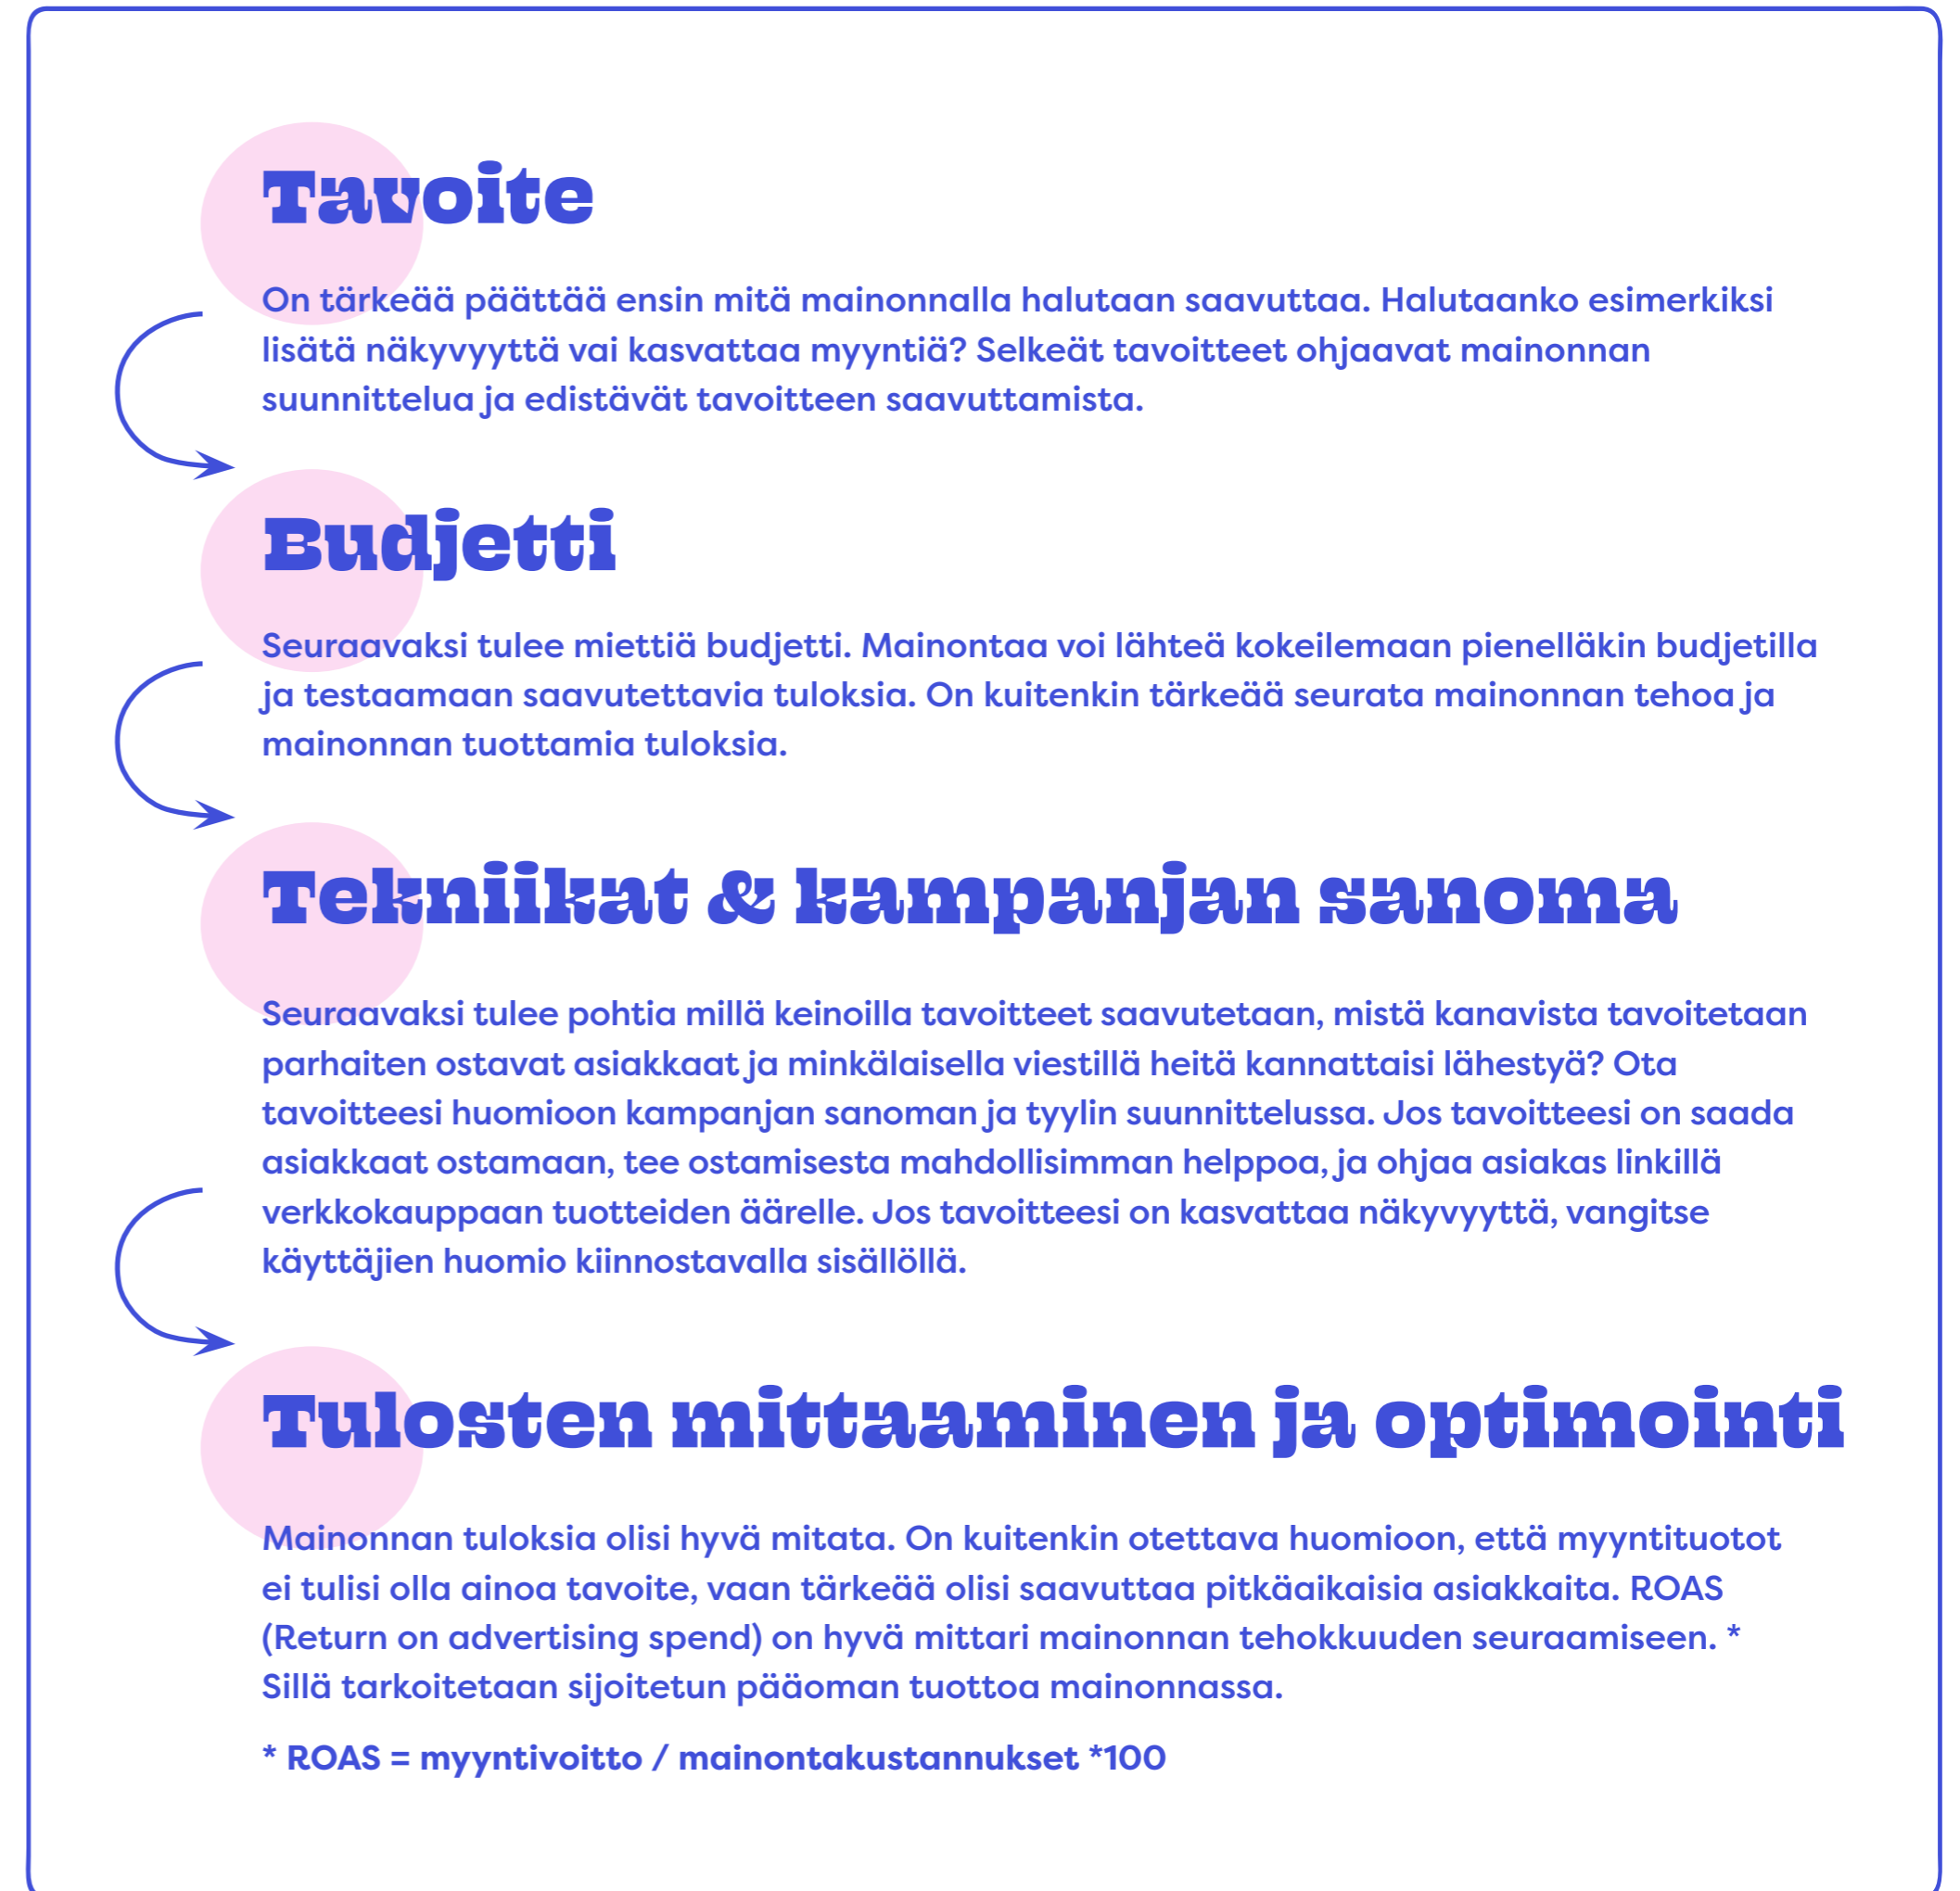 Tavoite
On tärkeää päättää ensin mitä mainonnalla halutaan saavuttaa. Halutaanko esimerkiksi
lisätä näkyvyyttä vai kasvattaa myyntiä? Selkeät tavoitteet ohjaavat mainonnan
suunnittelua ja edistävät tavoitteen saavuttamista.
Budjetti
Seuraavaksi tulee miettiä budjetti. Mainontaa voi lähteä kokeilemaan pienelläkin budjetilla
ja testaamaan saavutettavia tuloksia. On kuitenkin tärkeää seurata mainonnan tehoa ja
mainonnan tuottamia tuloksia.
Tekniikat & kampanjan sanoma
Seuraavaksi tulee pohtia millä keinoilla tavoitteet saavutetaan, mistä kanavista tavoitetaan
parhaiten ostavat asiakkaat ja minkälaisella viestillä heitä kannattaisi lähestyä? Ota
tavoitteesi huomioon kampanjan sanoman ja tyylin suunnittelussa. Jos tavoitteesi on saada
asiakkaat ostamaan, tee ostamisesta mahdollisimman helppoa, ja ohjaa asiakas linkillä
verkkokauppaan tuotteiden äärelle. Jos tavoitteesi on kasvattaa näkyvyyttä, vangitse
käyttäjien huomio kiinnostavalla sisällöllä.
Tulosten mittaaminen ja optimointi
Mainonnan tuloksia olisi hyvä mitata. On kuitenkin otettava huomioon, että myyntituotot
ei tulisi olla ainoa tavoite, vaan tärkeää olisi saavuttaa pitkäaikaisia asiakkaita. ROAS
(Return on advertising spend) on hyvä mittari mainonnan tehokkuuden seuraamiseen. *
Sillä tarkoitetaan sijoitetun pääoman tuottoa mainonnassa.
* ROAS = myyntivoitto / mainontakustannukset *100